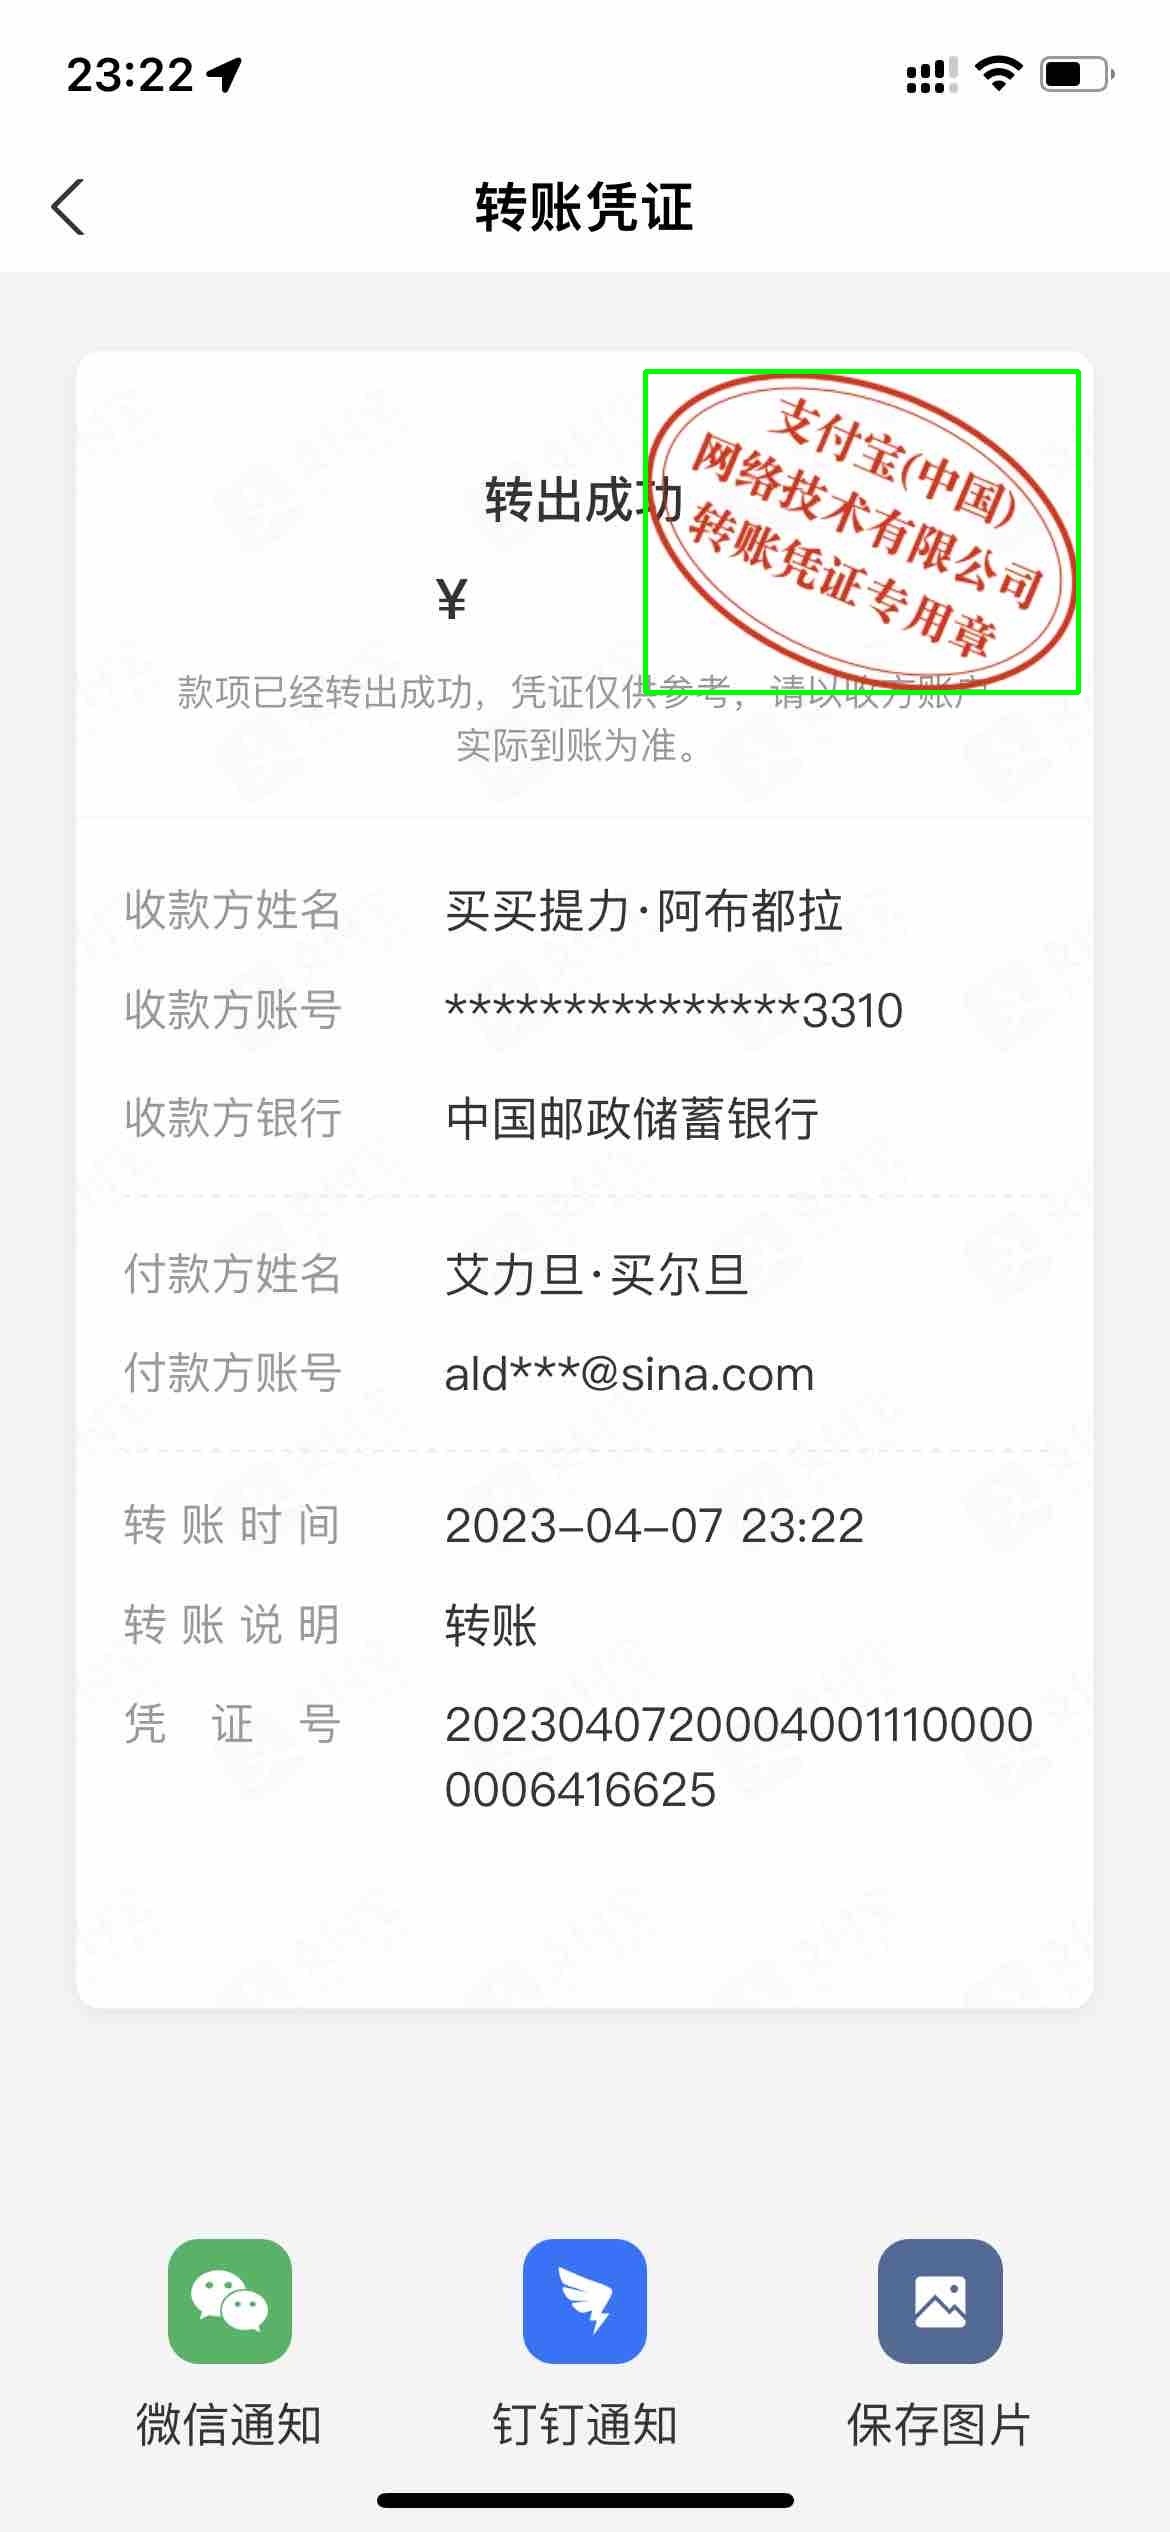 23:22
转账凭证
支付宝(中国)
网络技术有限公司
转账凭证专用章
转出成功
¥
款项已经转出成功，凭证仅供参考，请以收方账户
实际到账为准。
收款方姓名 买买提力·阿布都拉
收款方账号 ***************3310
收款方银行 中国邮政储蓄银行
付款方姓名 艾力旦·买尔旦
付款方账号 ald***@sina.com
转账时间 2023-04-07 23:22
转账说明 转账
凭证号 2023040720004001110000
0006416625
微信通知 钉钉通知 保存图片